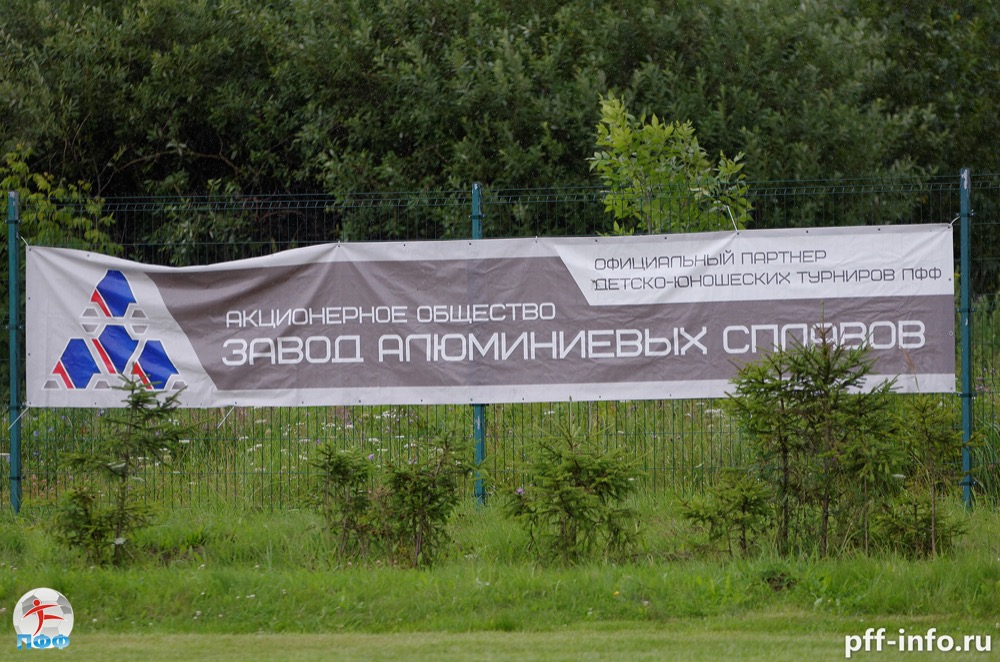 ОФИЦИАЛЬНЫЙ ПАРТНЕР
ДЕТСКО-ЮНОШЕСКИХ ТУРНИРОВ ПФФ
АКЦИОНЕРНОЕ ОБЩЕСТВО
ЗАВОД АЛЮМИНИЕВЫХ СПЛАВОВ
ПФФ
pff-info.ru